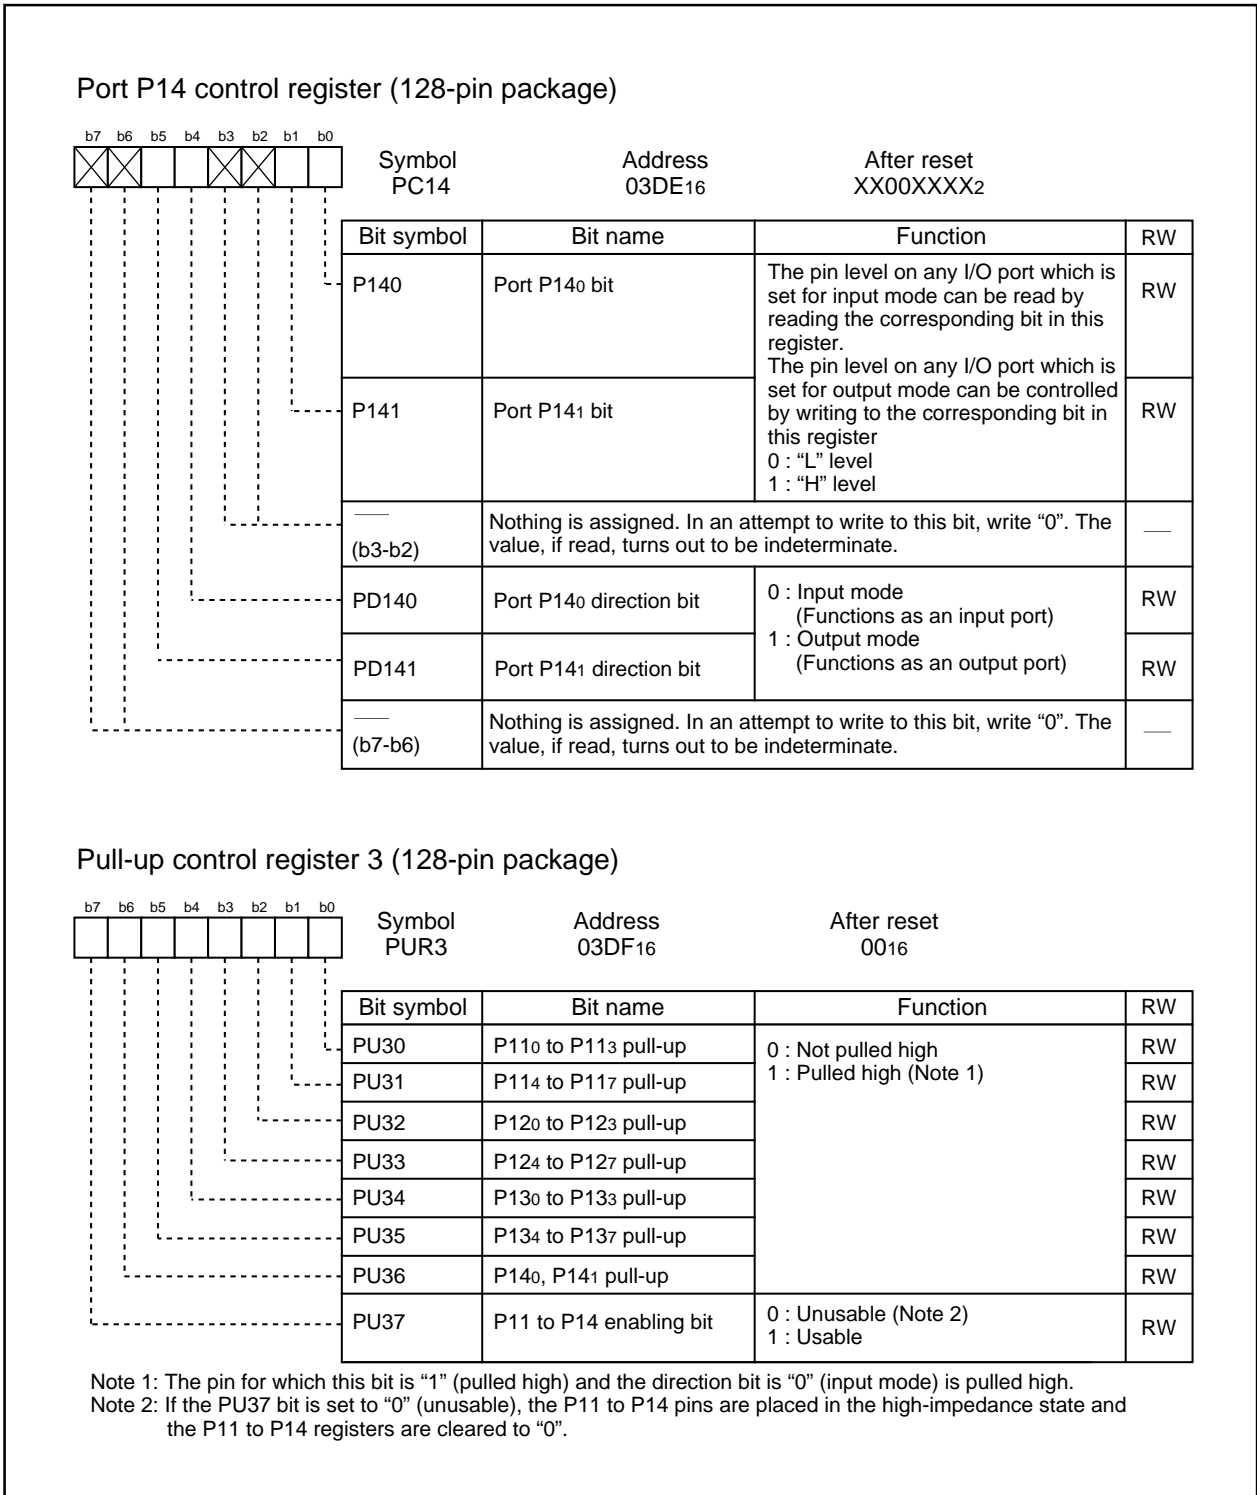 Port P14 control register (128-pin package)
b7 b6 b5 b4 b3 b2 b1 b0
Symbol Address After reset
PC14 03DE16 XX00XXXX2
Bit symbol Bit name Function RW
P140 Port P140 bit The pin level on any I/O port which is RW
set for input mode can be read by
reading the corresponding bit in this
register.
The pin level on any I/O port which is
P141 Port P141 bit set for output mode can be controlled RW
by writing to the corresponding bit in
this register
0 : “L” level
1 : “H” level
Nothing is assigned. In an attempt to write to this bit, write “0”. The
(b3-b2) value, if read, turns out to be indeterminate.
PD140 Port P140 direction bit 0 : Input mode RW
(Functions as an input port)
1 : Output mode
PD141 Port P141 direction bit (Functions as an output port) RW
Nothing is assigned. In an attempt to write to this bit, write “0”. The
(b7-b6) value, if read, turns out to be indeterminate.
Pull-up control register 3 (128-pin package)
b7 b6 b5 b4 b3 b2 b1 b0
Symbol Address After reset
PUR3 03DF16 0016
Bit symbol Bit name Function RW
PU30 P110 to P113 pull-up 0 : Not pulled high RW
PU31 P114 to P117 pull-up 1 : Pulled high (Note 1) RW
PU32 P120 to P123 pull-up RW
PU33 P124 to P127 pull-up RW
PU34 P130 to P133 pull-up RW
PU35 P134 to P137 pull-up RW
PU36 P140, P141 pull-up RW
PU37 P11 to P14 enabling bit 0 : Unusable (Note 2) RW
1 : Usable
Note 1: The pin for which this bit is “1” (pulled high) and the direction bit is “0” (input mode) is pulled high.
Note 2: If the PU37 bit is set to “0” (unusable), the P11 to P14 pins are placed in the high-impedance state and
the P11 to P14 registers are cleared to “0”.